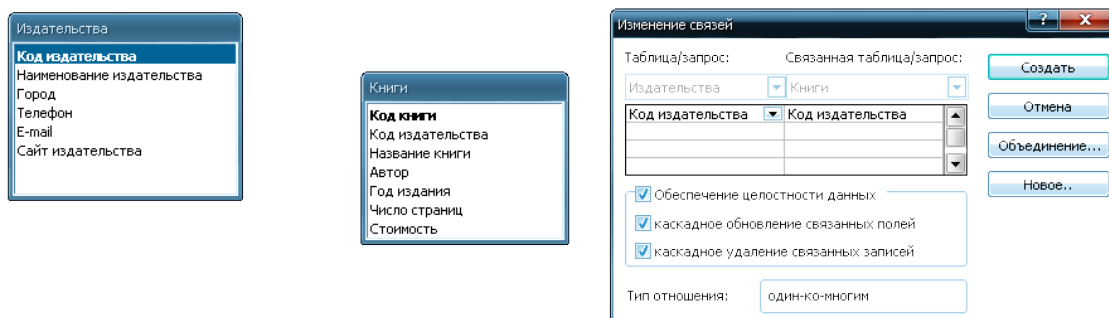 Издательства
Код издательства
Наименование издательства
Город
Телефон
E-mail
Сайт издательства
Книги
Код книги
Код издательства
Название книги
Автор
Год издания
Число страниц
Стоимость
Изменение связей
Таблица/запрос: Связанная таблица/запрос:
Издательства Книги
Код издательства Код издательства
Обеспечение целостности данных
каскадное обновление связанных полей
каскадное удаление связанных записей
Тип отношения: один-ко-многим
Создать
Отмена
Объединение...
Новое..